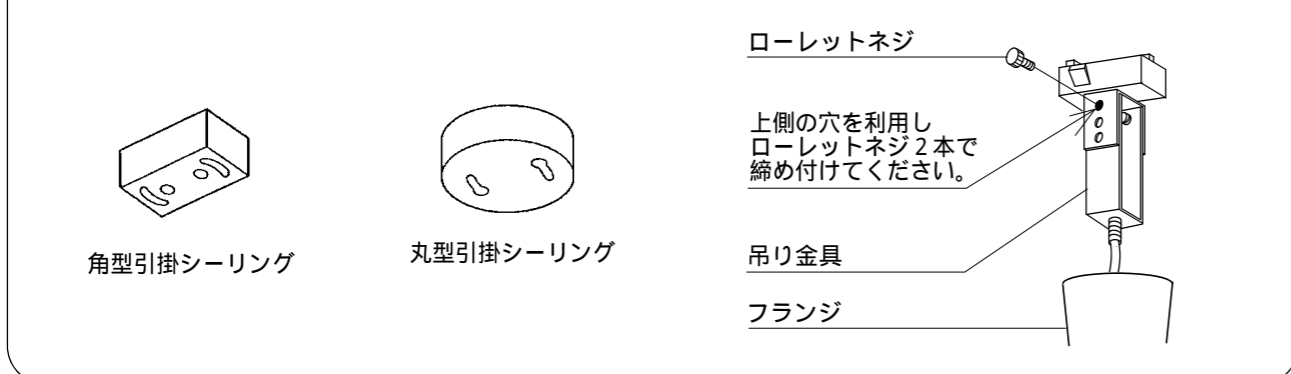 角型引掛シーリング
丸型引掛シーリング
ローレットネジ
上側の穴を利用し
ローレットネジ２本で
締め付けてください。
吊り金具
フランジ